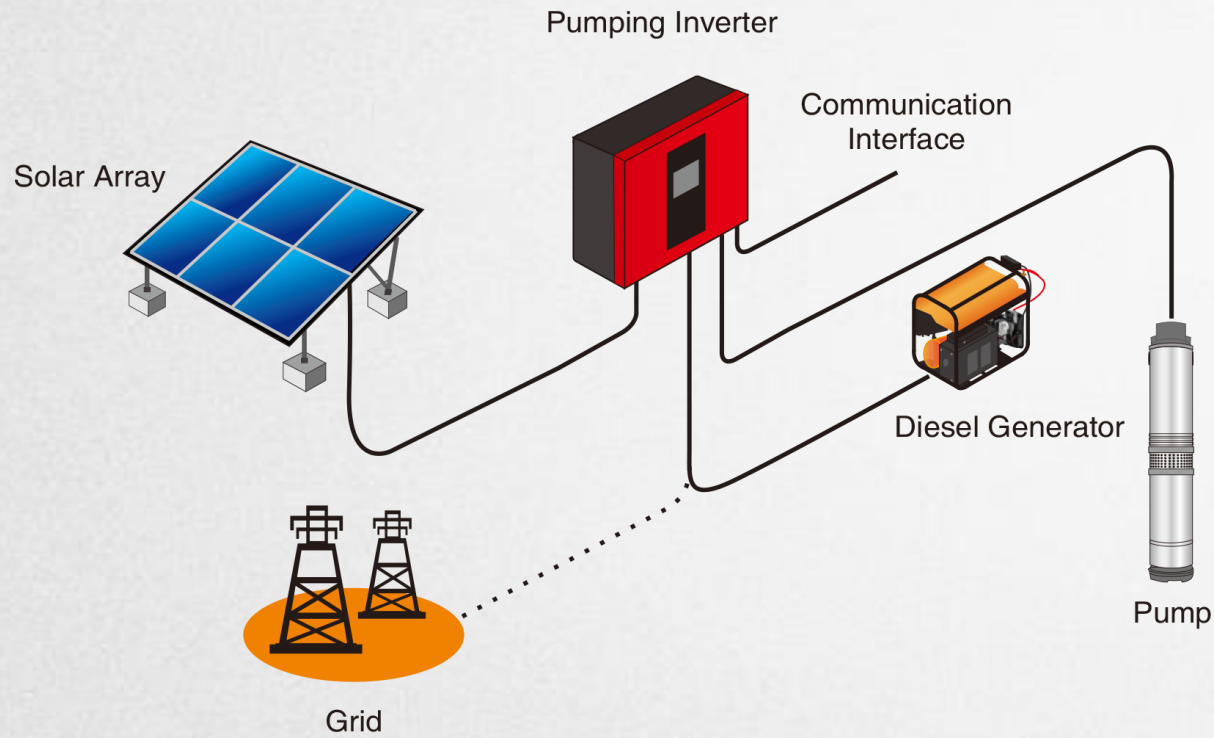 Pumping Inverter
Communication
Interface
Solar Array
Diesel Generator
Pump
Grid